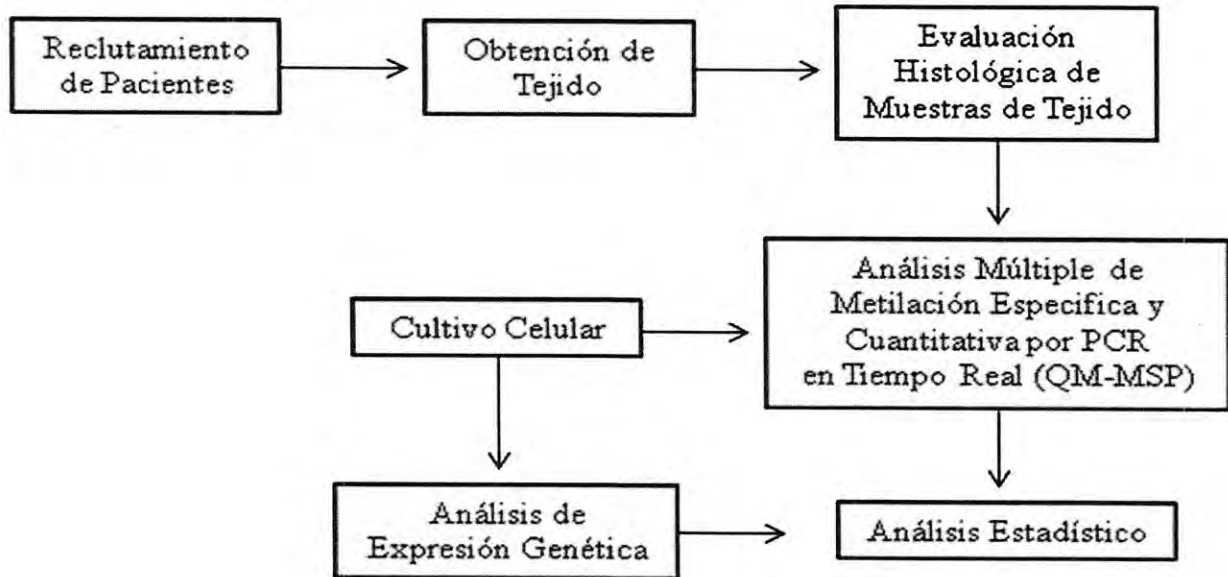 Reclutamiento
de Pacientes
Obtención de
Tejido
Evaluación
Histológica de
Muestras de Tejido
Análisis Múltiple de
Metilación Especifica y
Cuantitativa por PCR
en Tiempo Real (QM-MSP)
Cultivo Celular
Análisis de
Expresión Genética
Análisis Estadístico